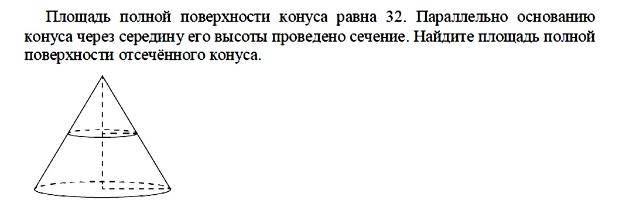 Площадь полной поверхности конуса равна 32. Параллельно основанию
конуса через середину его высоты проведено сечение. Найдите площадь полной
поверхности отсечённого конуса.